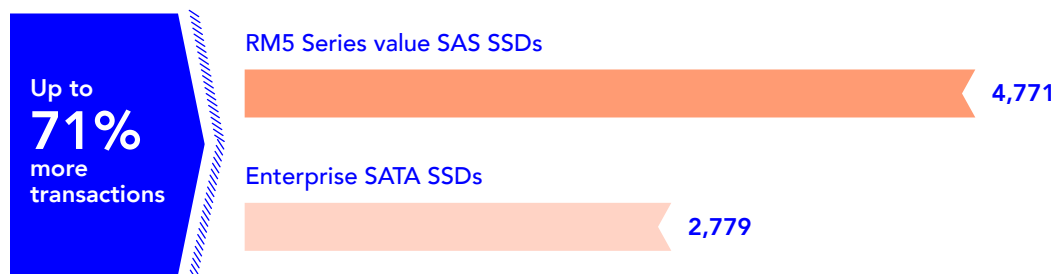 Up to
71%
more
transactions
RM5 Series value SAS SSDs
4,771
Enterprise SATA SSDs
2,779